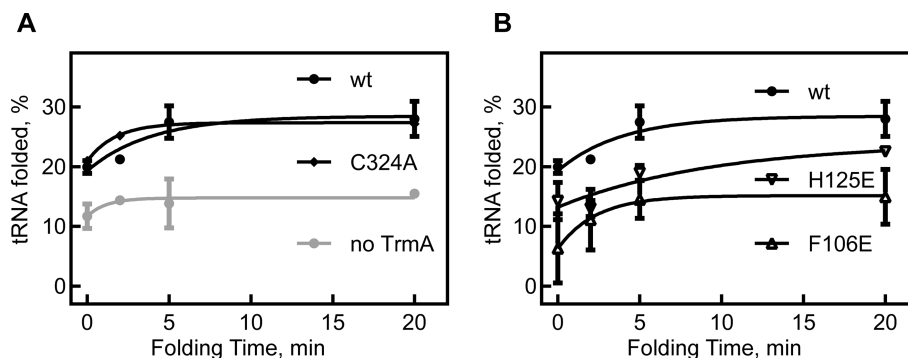 A
B
tRNA folded, %
30
20
10
0
wt
C324A
no TrmA
0
5
10
15
20
Folding Time, min
tRNA folded, %
30
20
10
0
wt
H125E
F106E
0
5
10
15
20
Folding Time, min